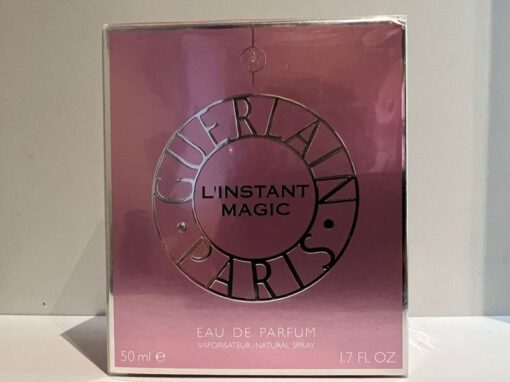 GUERLAIN
L'INSTANT
MAGIC
PARIS
EAU DE PARFUM
VAPORISATEUR . NATURAL SPRAY
50 ml e 1.7 FL OZ